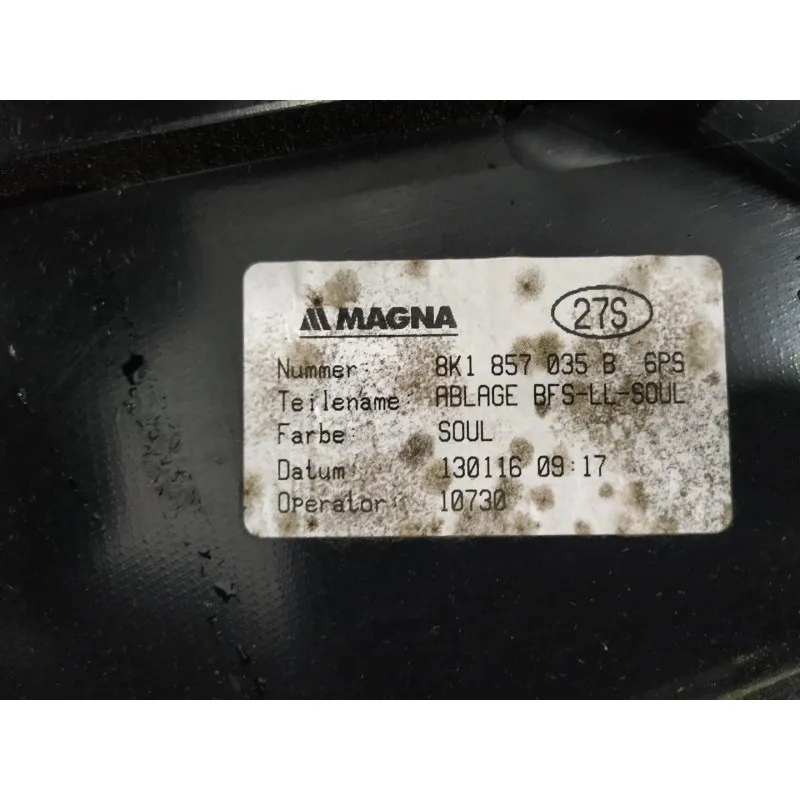 MAGNA
27S
Nummer: 8K1 857 035 B 6PS
Teilename: ABLAGE BFS-LL-SOUL
Farbe: SOUL
Datum: 130116 09:17
Operator: 10730